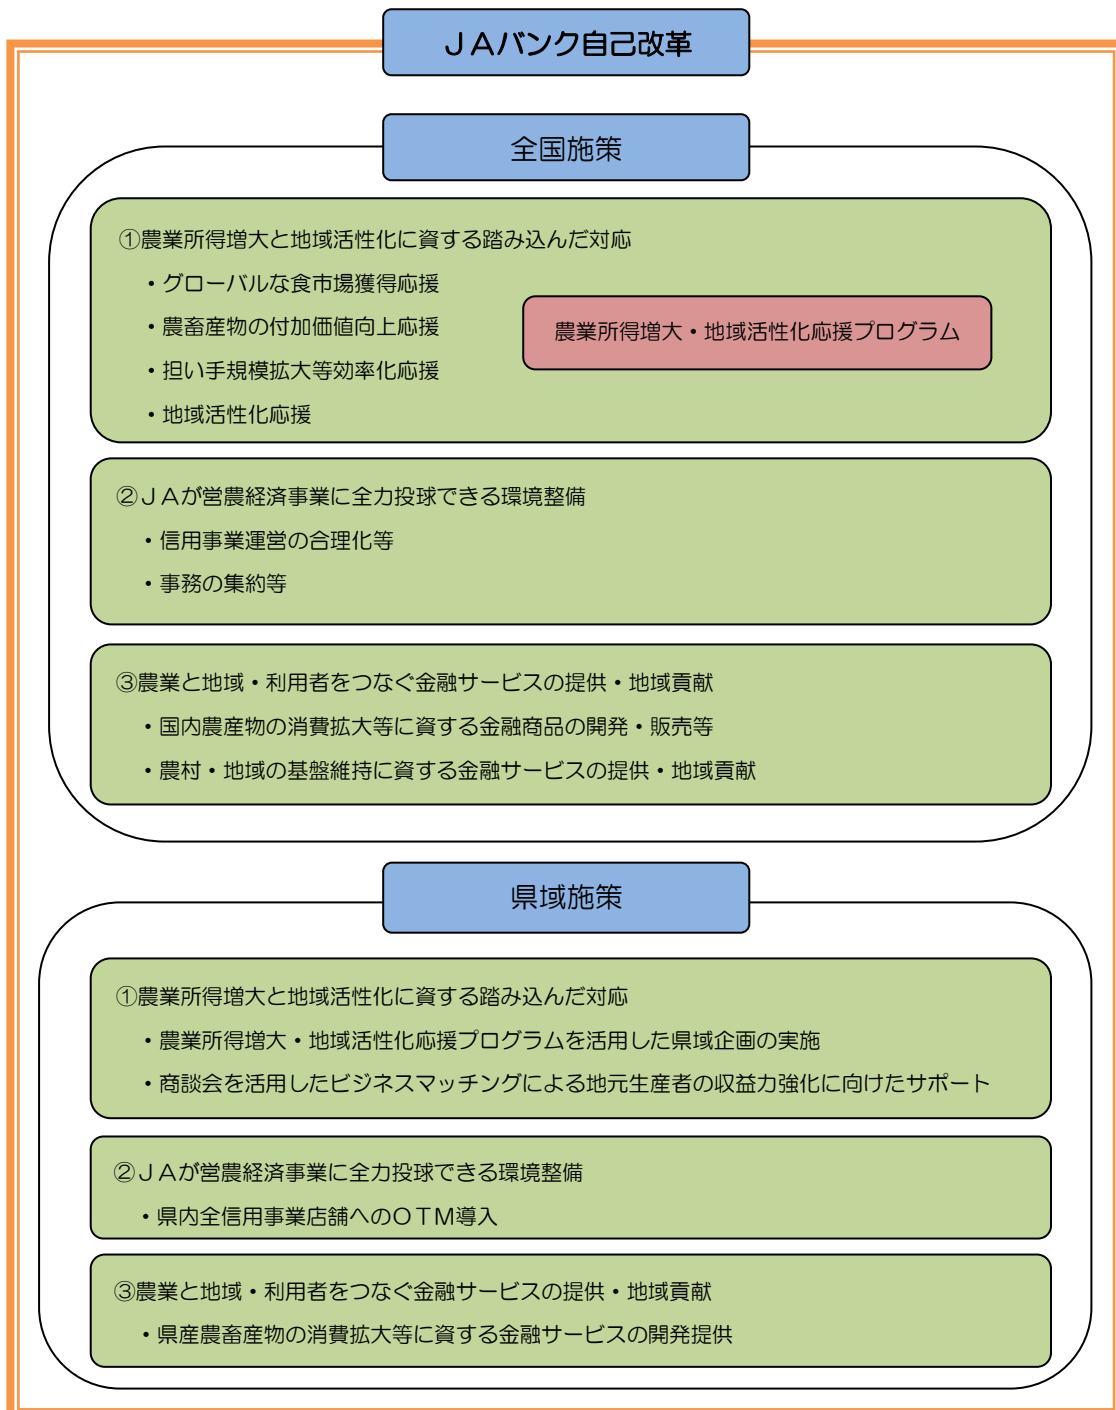 ＪＡバンク自己改革
全国施策
①農業所得増大と地域活性化に資する踏み込んだ対応
・グローバルな食市場獲得応援
・農畜産物の付加価値向上応援
農業所得増大・地域活性化応援プログラム
・担い手規模拡大等効率化応援
・地域活性化応援
②ＪＡが営農経済事業に全力投球できる環境整備
・信用事業運営の合理化等
・事務の集約等
③農業と地域・利用者をつなぐ金融サービスの提供・地域貢献
・国内農産物の消費拡大等に資する金融商品の開発・販売等
・農村・地域の基盤維持に資する金融サービスの提供・地域貢献
県域施策
①農業所得増大と地域活性化に資する踏み込んだ対応
・農業所得増大・地域活性化応援プログラムを活用した県域企画の実施
・商談会を活用したビジネスマッチングによる地元生産者の収益力強化に向けたサポート
②ＪＡが営農経済事業に全力投球できる環境整備
・県内全信用事業店舗へのＯＴＭ導入
③農業と地域・利用者をつなぐ金融サービスの提供・地域貢献
・県産農畜産物の消費拡大等に資する金融サービスの開発提供